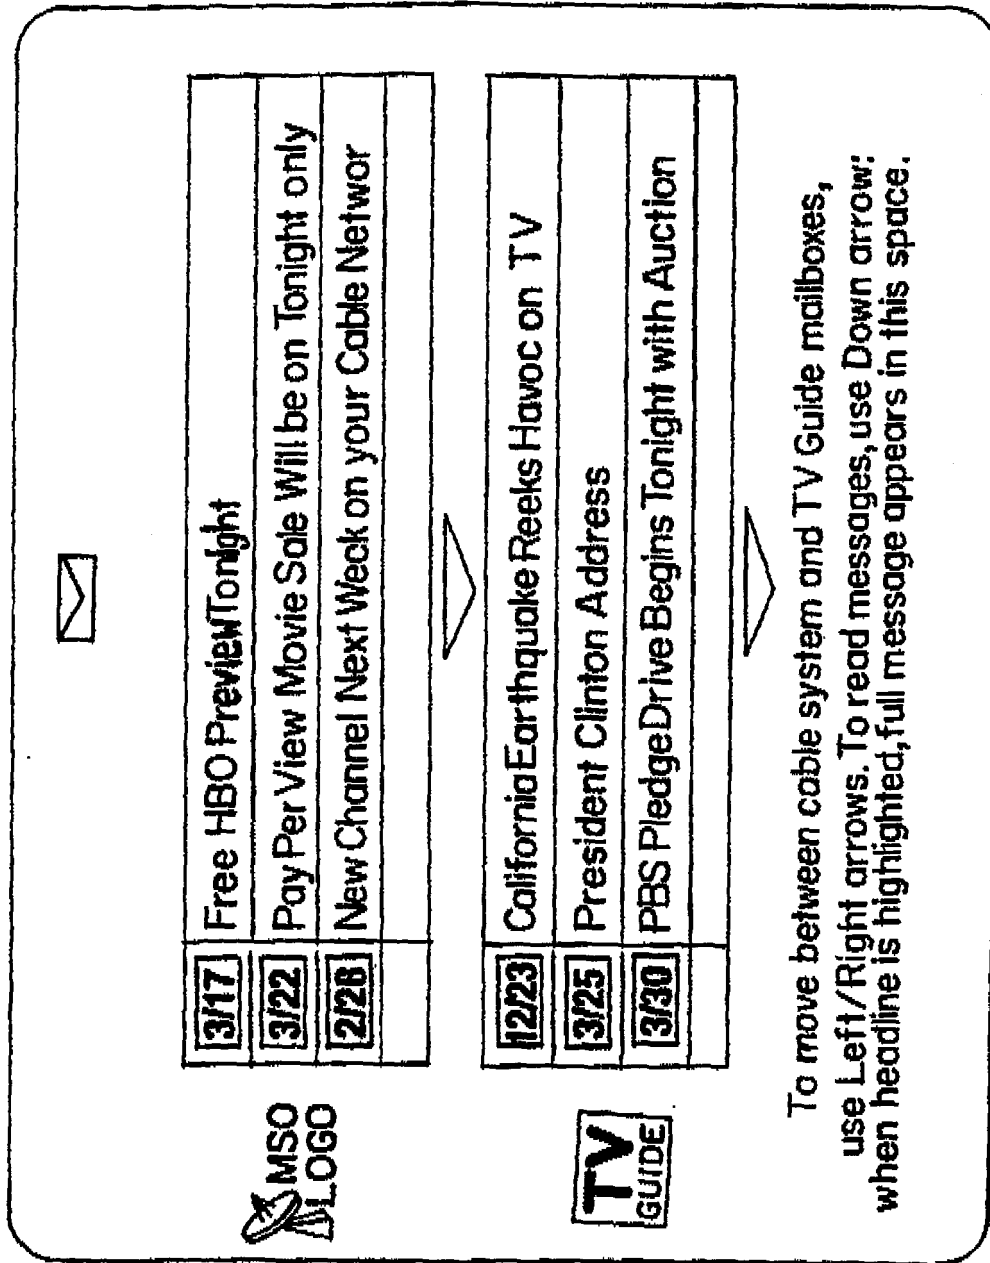 MSO
LOGO
3/17 Free HBO Preview Tonight
3/22 Pay Per View Movie Sale Will be on Tonight only
2/28 New Channel Next Weck on your Cable Networ
TV
GUIDE
12/23 California Earthquake Reeks Havoc on TV
3/25 President Clinton Address
3/30 PBS Pledge Drive Begins Tonight with Auction
To move between cable system and TV Guide mailboxes,
use Left/Right arrows. To read messages, use Down arrow:
when headline is highlighted, full message appears in this space.